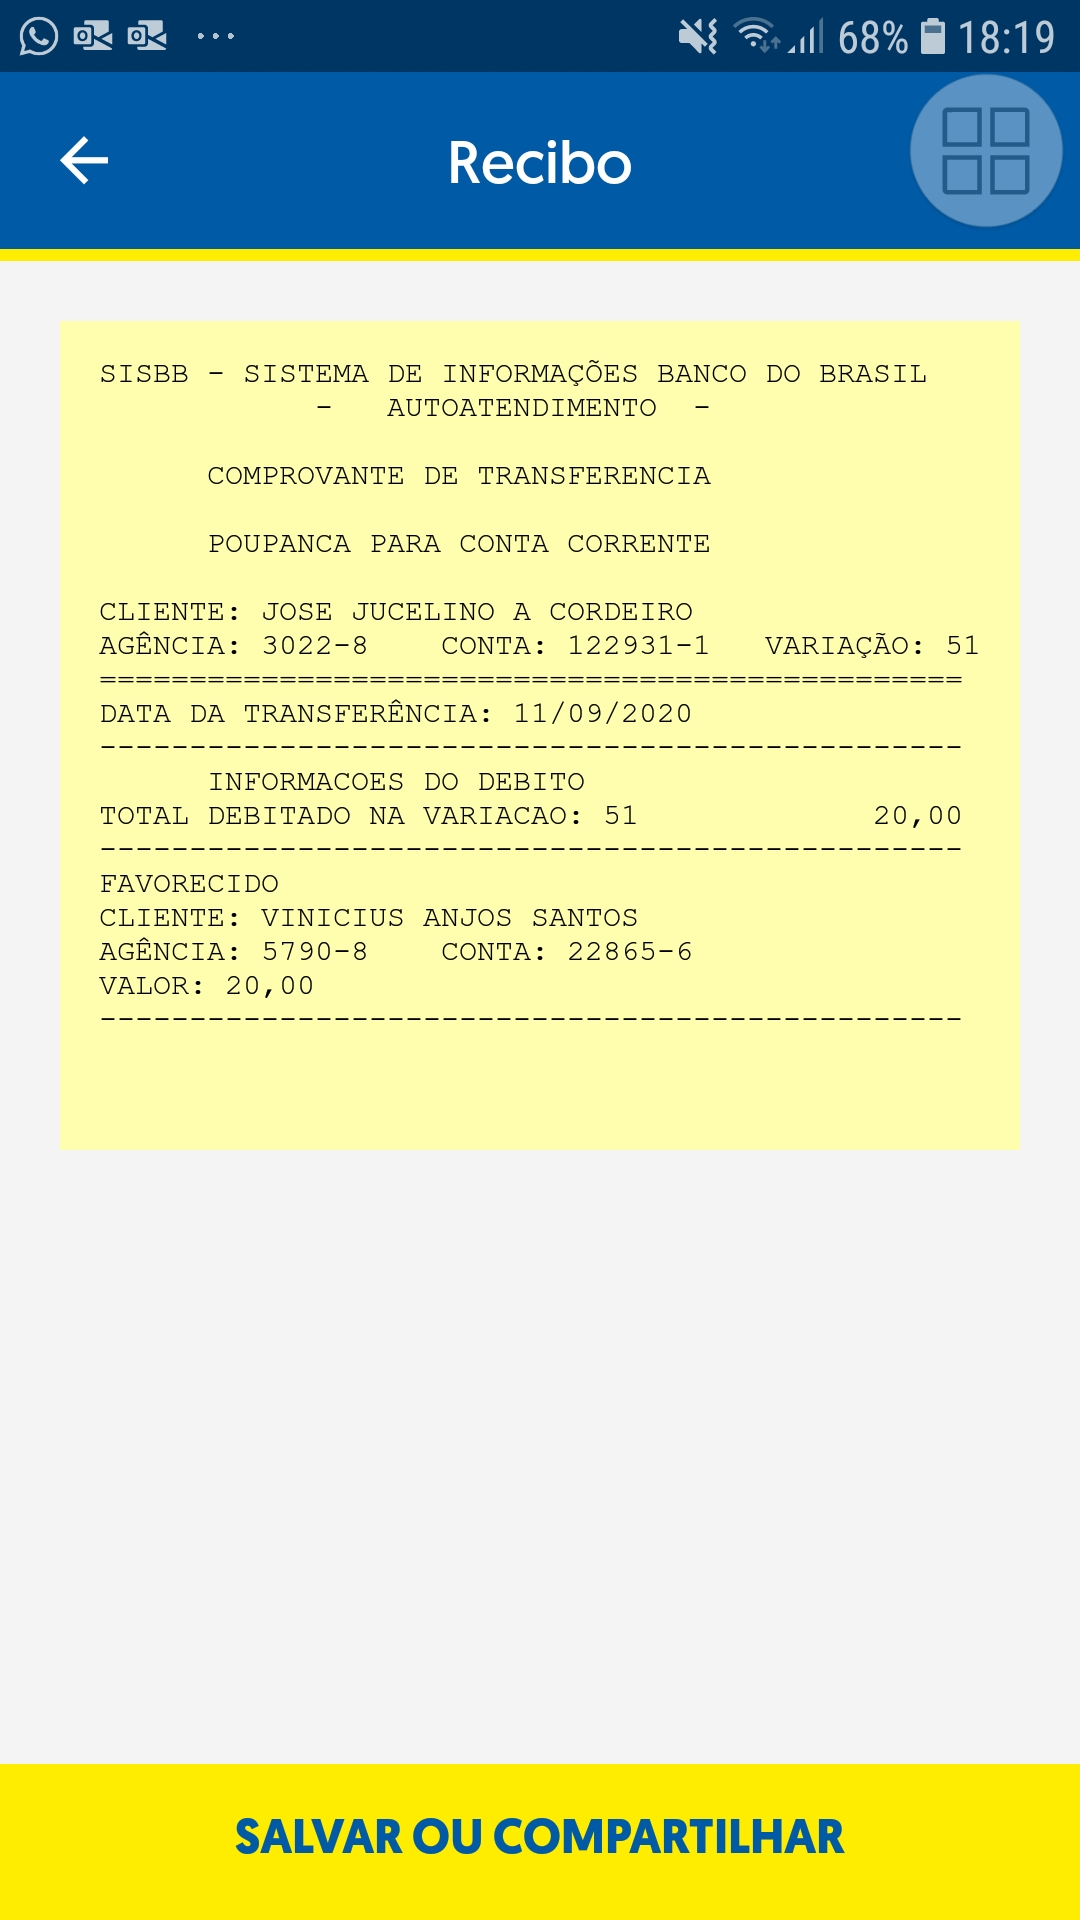 68% 18:19
Recibo
SISBB - SISTEMA DE INFORMAÇÕES BANCO DO BRASIL
- AUTOATENDIMENTO -
COMPROVANTE DE TRANSFERENCIA
POUPANCA PARA CONTA CORRENTE
CLIENTE: JOSE JUCELINO A CORDEIRO
AGÊNCIA: 3022-8 CONTA: 122931-1 VARIAÇÃO: 51
================================================
DATA DA TRANSFERÊNCIA: 11/09/2020
------------------------------------------------
INFORMACOES DO DEBITO
TOTAL DEBITADO NA VARIACAO: 51 20,00
------------------------------------------------
FAVORECIDO
CLIENTE: VINICIUS ANJOS SANTOS
AGÊNCIA: 5790-8 CONTA: 22865-6
VALOR: 20,00
------------------------------------------------
SALVAR OU COMPARTILHAR